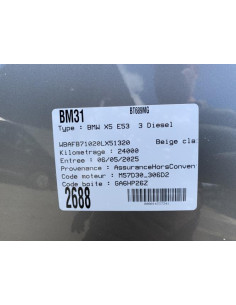 BM31
BT689MG
Type : BMW X5 E53 3 Diesel
WBAFB71020LX51320
Beige cla
Kilometrage : 24000
Entree : 06/05/2025
Provenance : AssuranceHorsConven
Code moteur : M57D30_306D2
Code boite : GA6HP26Z
2688